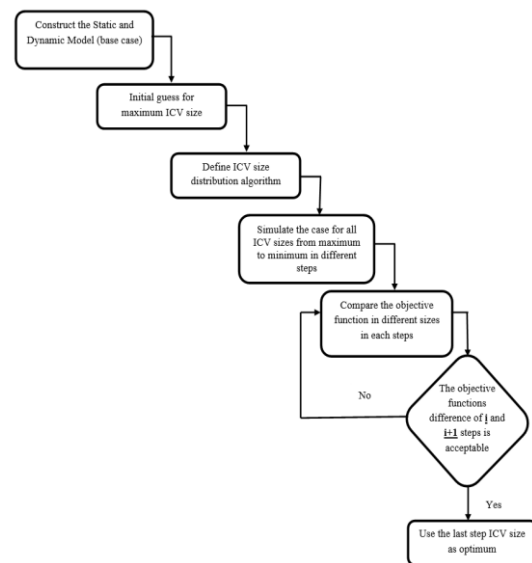 Construct the Static and
Dynamic Model (base case)
Initial guess for
maximum ICV size
Define ICV size
distribution algorithm
Simulate the case for all
ICV sizes from maximum
to minimum in different
steps
Compare the objective
function in different sizes
in each steps
No
The objective
functions
difference of i and
i+1 steps is
acceptable
Yes
Use the last step ICV size
as optimum